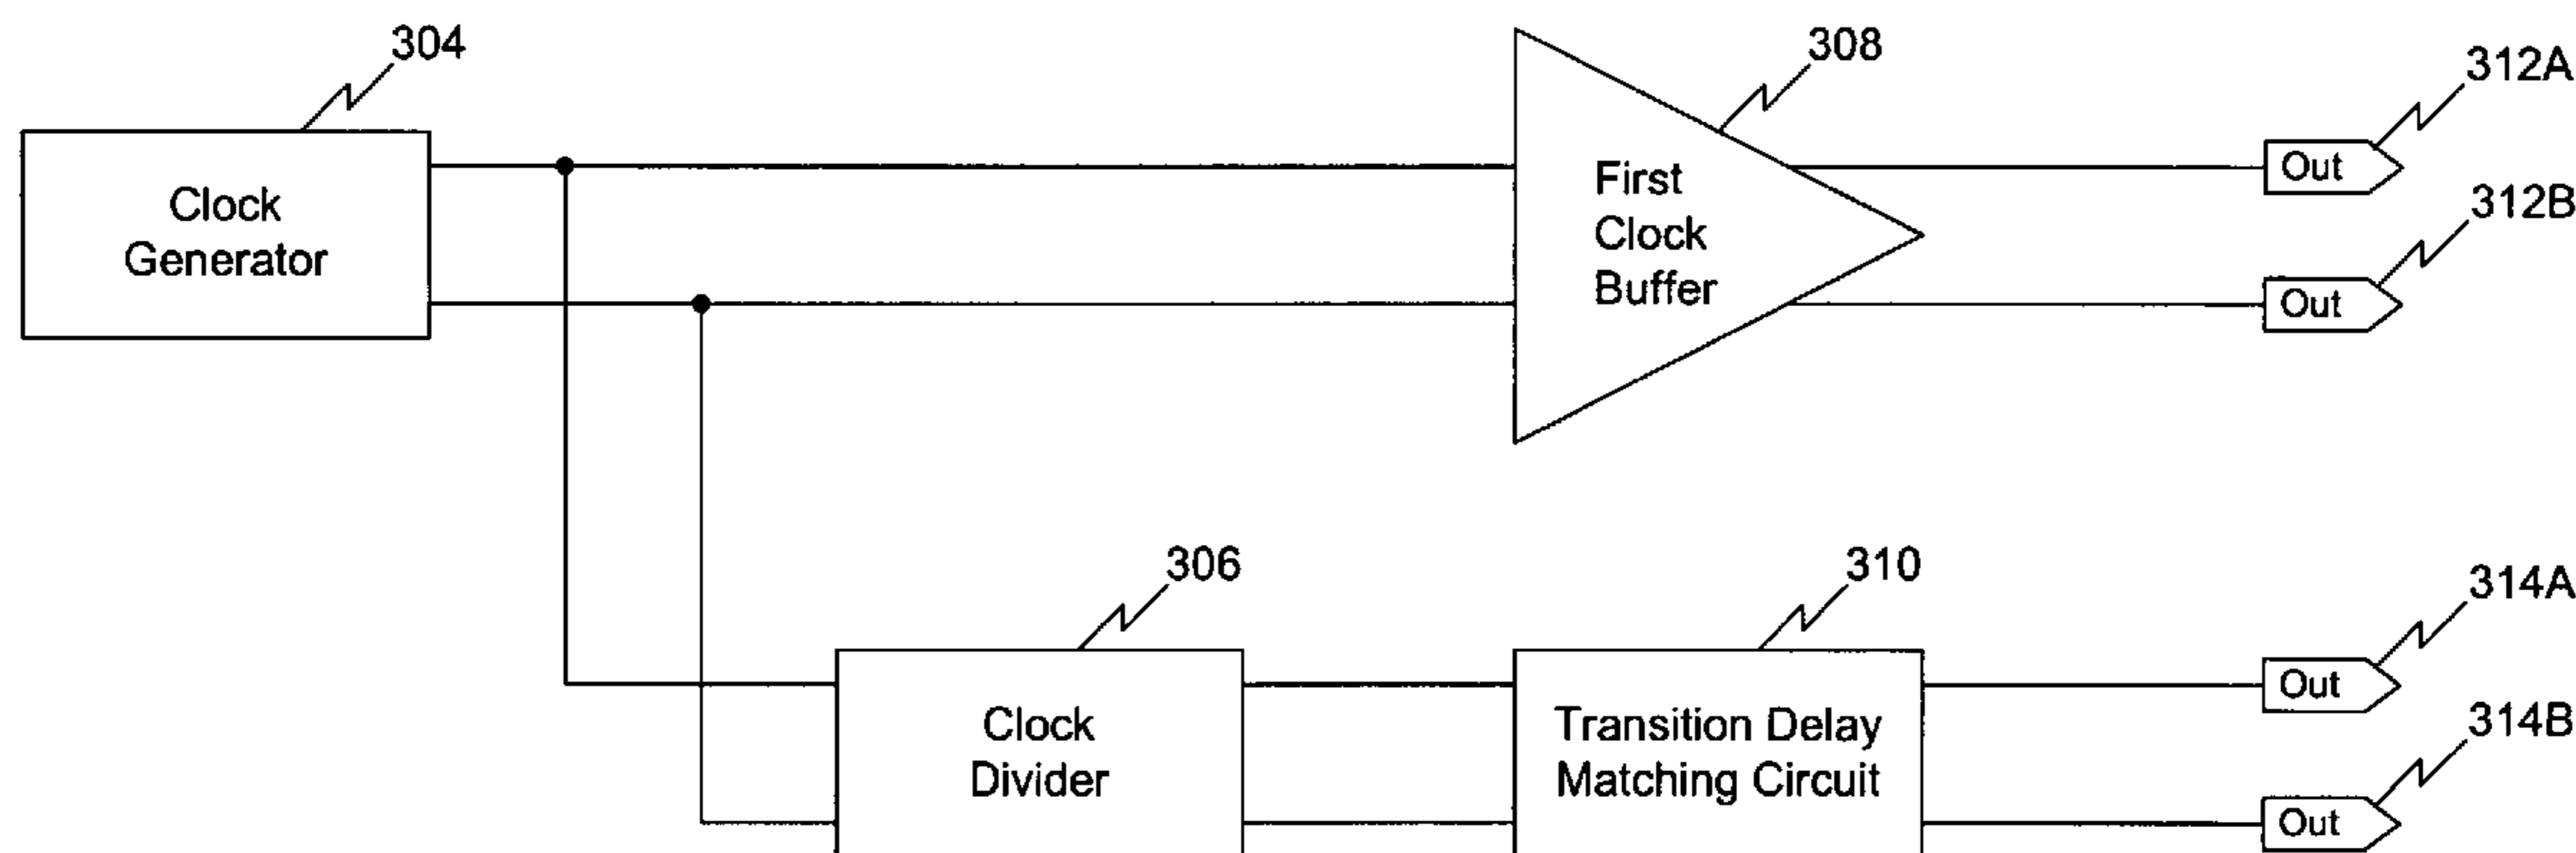 304
308
312A
Clock
Generator
First
Clock
Buffer
Out
312B
Out
306
310
314A
Clock
Divider
Transition Delay
Matching Circuit
Out
314B
Out